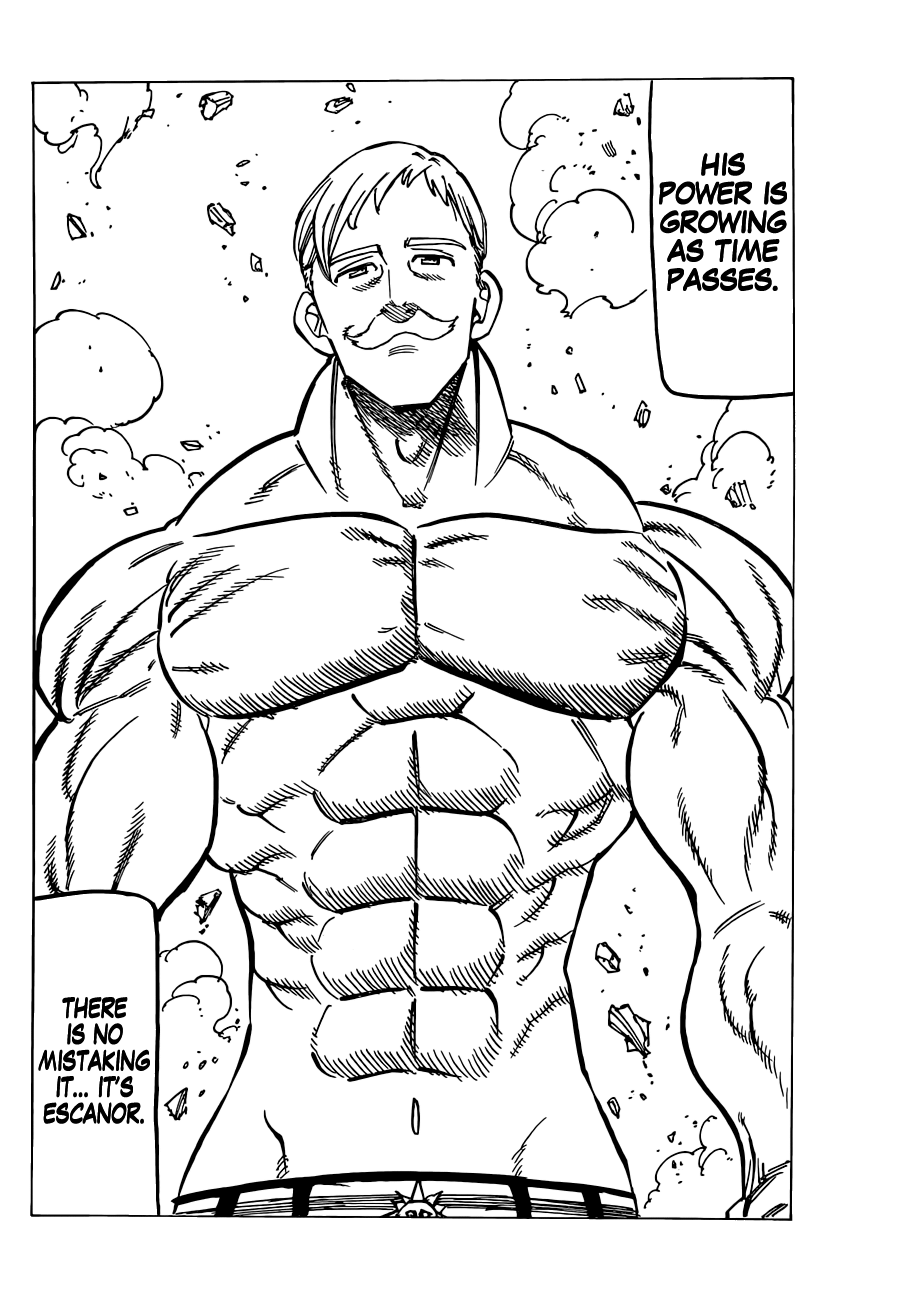 HIS
POWER IS
GROWING
AS TIME
PASSES.
THERE
IS NO
MISTAKING
IT... IT'S
ESCANOR.